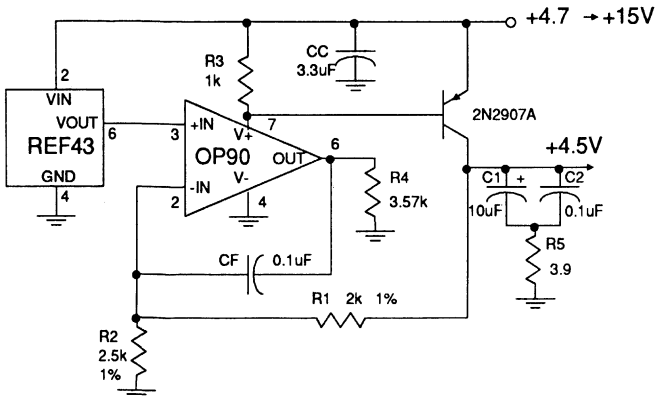 +4.7 → +15V
R3
1k
CC
3.3uF
2
VIN
VOUT
6
REF43
GND
4
3
+IN
V+
7
OP90
OUT
6
-IN
2
V-
4
2N2907A
+4.5V
C1
+
10uF
C2
0.1uF
R4
3.57k
R5
3.9
CF
0.1uF
R1 2k 1%
R2
2.5k
1%